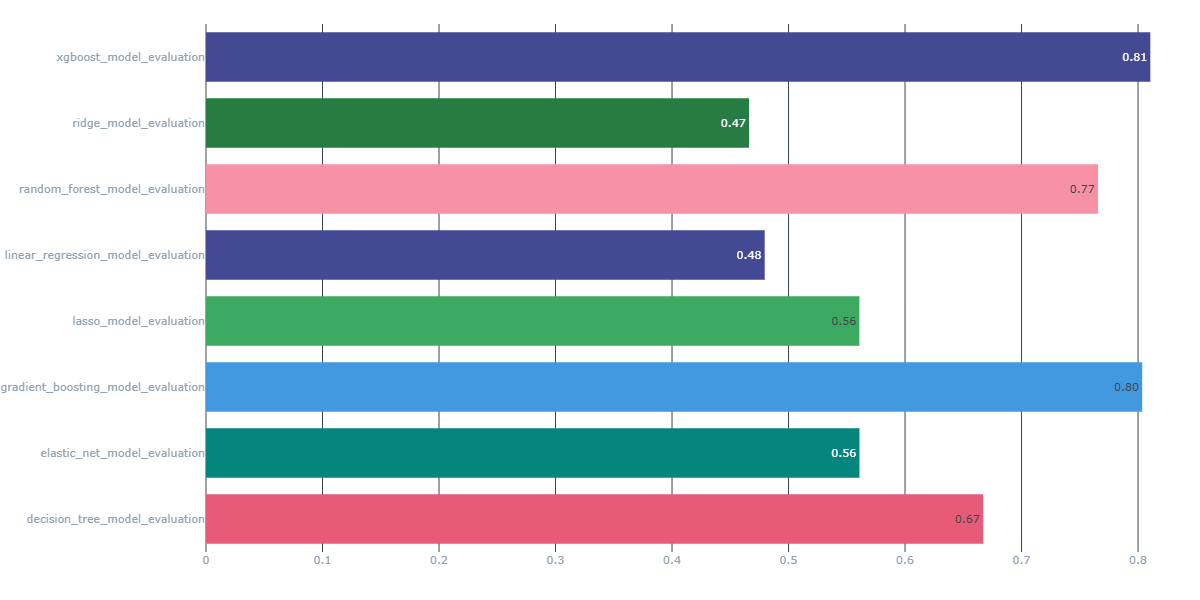 xgboost_model_evaluation 0.81
ridge_model_evaluation 0.47
random_forest_model_evaluation 0.77
linear_regression_model_evaluation 0.48
lasso_model_evaluation 0.56
gradient_boosting_model_evaluation 0.80
elastic_net_model_evaluation 0.56
decision_tree_model_evaluation 0.67
0 0.1 0.2 0.3 0.4 0.5 0.6 0.7 0.8